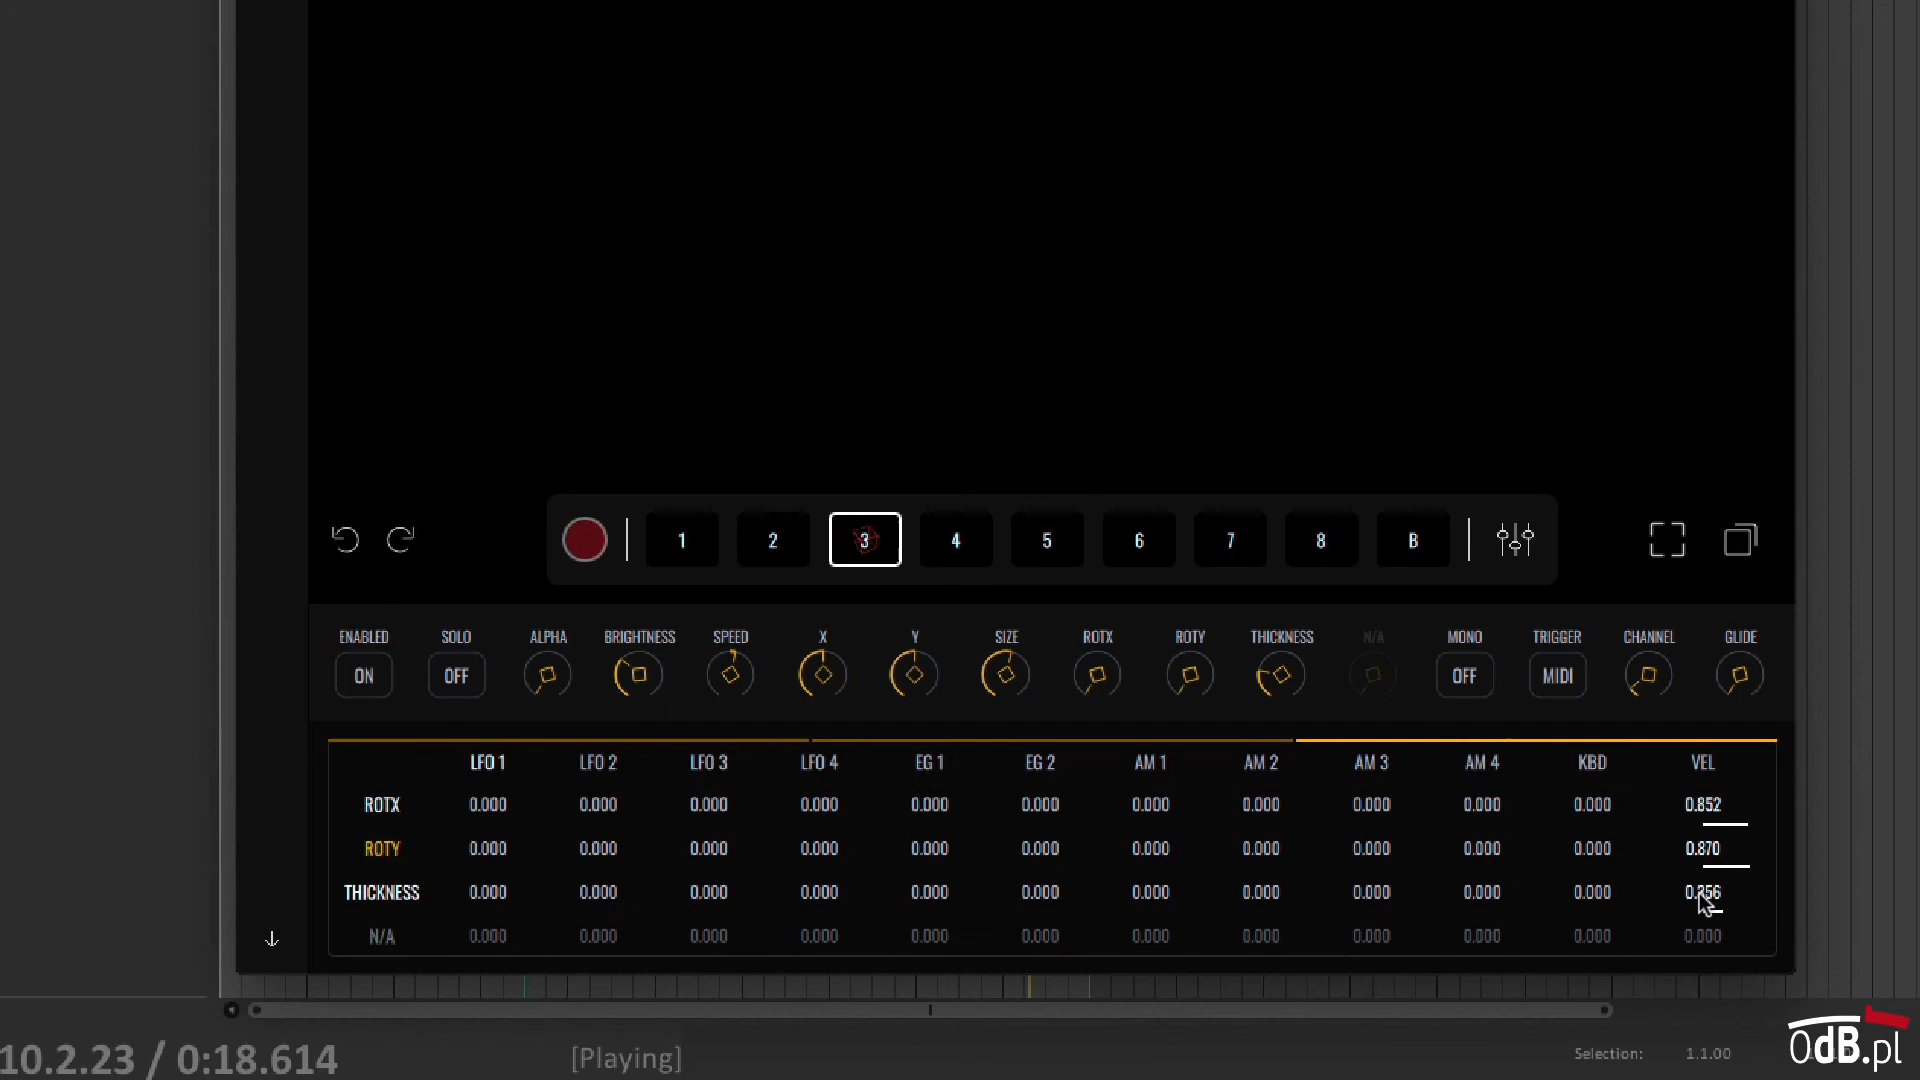 1 2 3 4 5 6 7 8 B
ENABLED SOLO ALPHA BRIGHTNESS SPEED X Y SIZE ROTX ROTY THICKNESS N/A MONO TRIGGER CHANNEL GLIDE
ON OFF OFF MIDI
LFO 1 LFO 2 LFO 3 LFO 4 EG 1 EG 2 AM 1 AM 2 AM 3 AM 4 KBD VEL
ROTX 0.000 0.000 0.000 0.000 0.000 0.000 0.000 0.000 0.000 0.000 0.000 0.852
ROTY 0.000 0.000 0.000 0.000 0.000 0.000 0.000 0.000 0.000 0.000 0.000 0.870
THICKNESS 0.000 0.000 0.000 0.000 0.000 0.000 0.000 0.000 0.000 0.000 0.000
N/A 0.000 0.000 0.000 0.000 0.000 0.000 0.000 0.000 0.000 0.000 0.000 0.000
10.2.23 / 0:18.614 [Playing] Selection: 1.1.00
0dB.pl